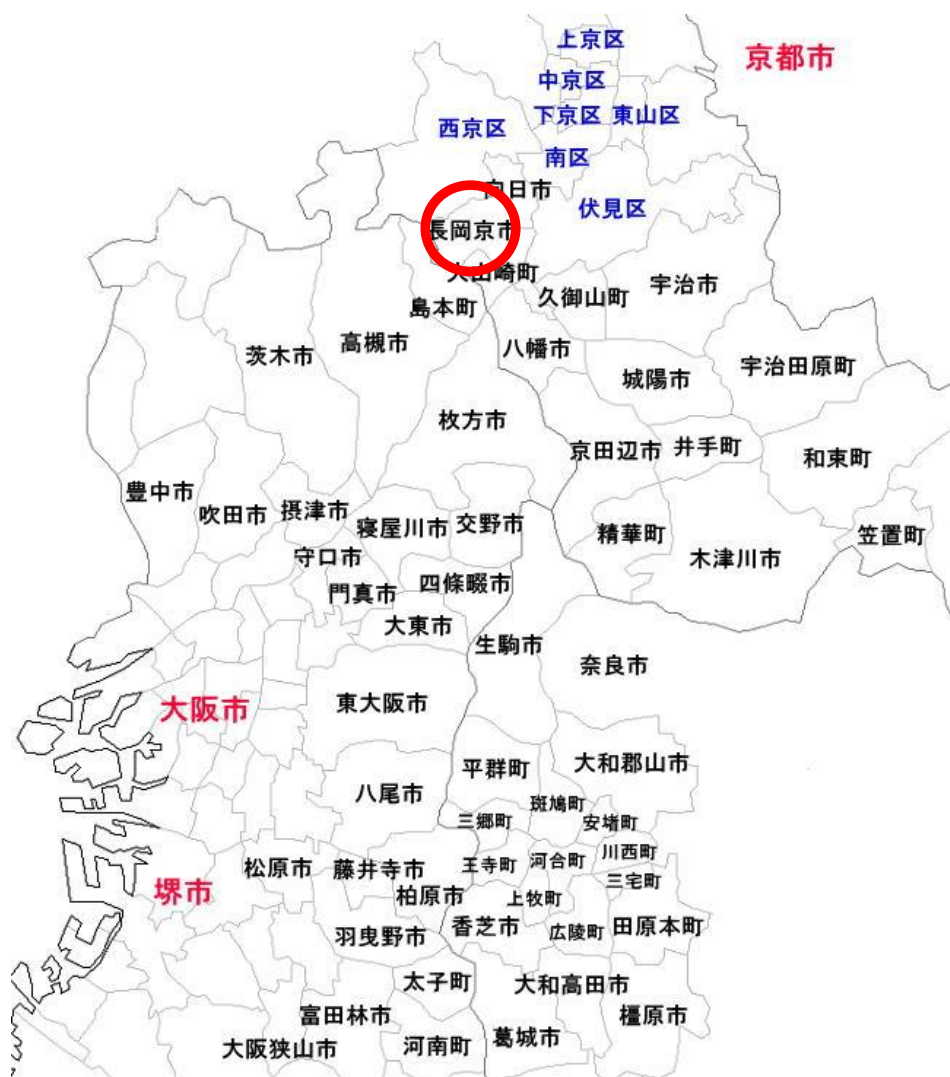 上京区
京都市
中京区
下京区
東山区
西京区
南区
向日市
伏見区
長岡京市
大山崎町
宇治市
久御山町
島本町
高槻市
茨木市
八幡市
宇治田原町
城陽市
枚方市
京田辺市
井手町
和束町
豊中市
吹田市
摂津市
寝屋川市
交野市
精華町
木津川市
笠置町
守口市
門真市
四條畷市
大東市
生駒市
奈良市
大阪市
東大阪市
平群町
大和郡山市
八尾市
斑鳩町
三郷町
安堵町
川西町
松原市
藤井寺市
王寺町
河合町
三宅町
堺市
柏原市
上牧町
香芝市
広陵町
田原本町
羽曳野市
太子町
大和高田市
富田林市
橿原市
大阪狭山市
河南町
葛城市